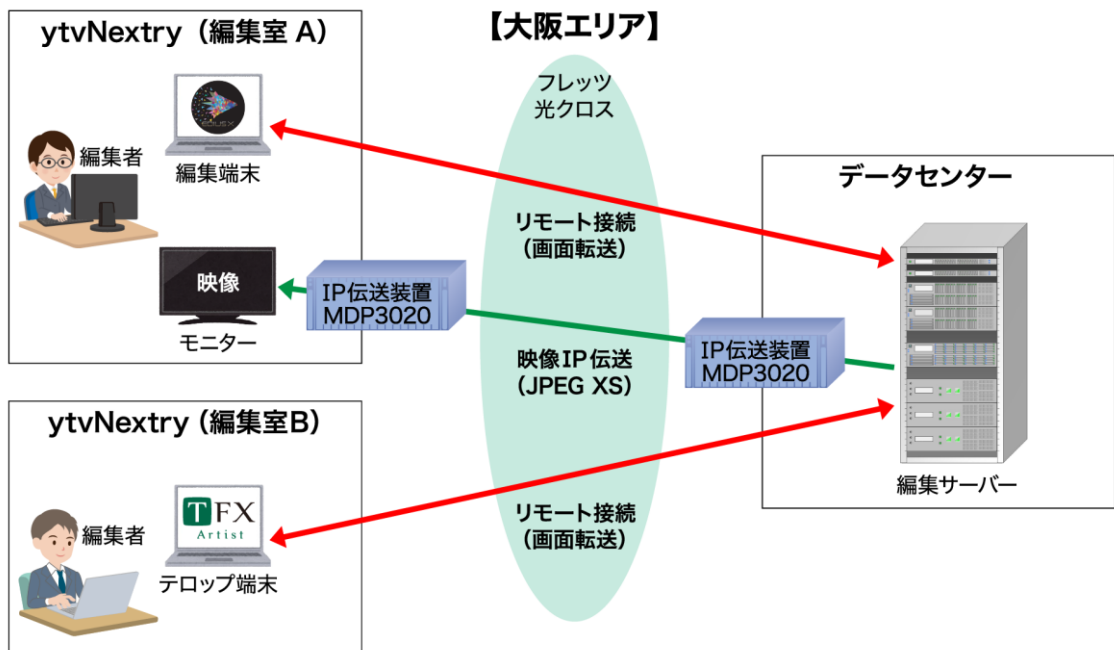 ytvNextry（編集室 A）
【大阪エリア】
フレッツ
光クロス
編集者
編集端末
データセンター
リモート接続
（画面転送）
映像
IP伝送装置
MDP3020
モニター
IP伝送装置
MDP3020
映像IP伝送
（JPEG XS）
ytvNextry（編集室B）
編集サーバー
TFX
Artist
編集者
リモート接続
（画面転送）
テロップ端末